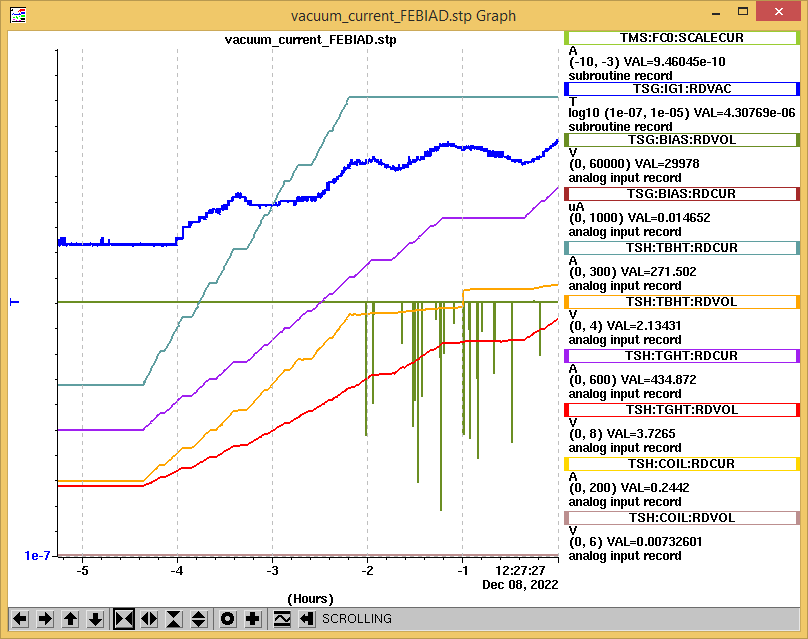 vacuum_current_FEBIAD.stp Graph
vacuum_current_FEBIAD.stp
T
1e-7
-5 -4 -3 -2 -1 12:27:27
Dec 08, 2022
(Hours)
TMS:FC0:SCALECUR
A
(-10, -3) VAL=9.46045e-10
subroutine record
TSG:IG1:RDVAC
T
log10 (1e-07, 1e-05) VAL=4.30769e-06
subroutine record
TSG:BIAS:RDVOL
V
(0, 60000) VAL=29978
analog input record
TSG:BIAS:RDCUR
uA
(0, 1000) VAL=0.014652
analog input record
TSH:TBHT:RDCUR
A
(0, 300) VAL=271.502
analog input record
TSH:TBHT:RDVOL
V
(0, 4) VAL=2.13431
analog input record
TSH:TGHT:RDCUR
A
(0, 600) VAL=434.872
analog input record
TSH:TGHT:RDVOL
V
(0, 8) VAL=3.7265
analog input record
TSH:COIL:RDCUR
A
(0, 200) VAL=0.2442
analog input record
TSH:COIL:RDVOL
V
(0, 6) VAL=0.00732601
analog input record
SCROLLING